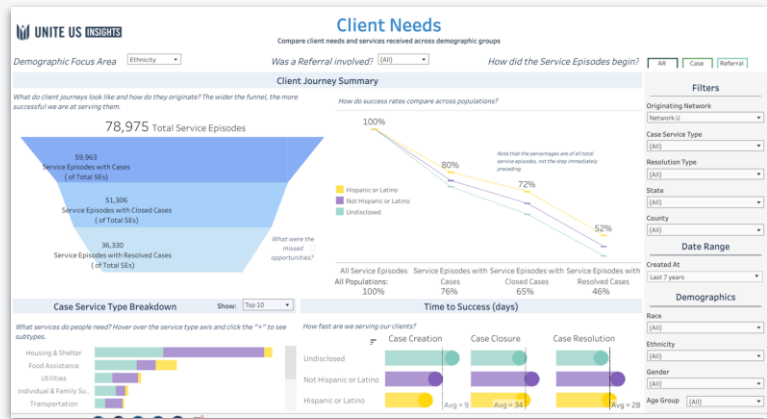 UNITE US INSIGHTS
Client Needs
Compare client needs and services received across demographic groups
Demographic Focus Area
Ethnicity
Was a Referral involved?
(All)
How did the Service Episodes begin?
AR
Case
Referral
Client Journey Summary
What do client journeys look like and how do they originate? The wider the funnel, the more
successful we are at serving them.
78,975 Total Service Episodes
59,963
Service Episodes with Cases
( of Total SEs)
51,306
Service Episodes with Closed Cases
( of Total SEs)
36,330
Service Episodes with Resolved Cases
( of Total SEs)
What were the
missed
opportunities?
How do success rates compare across populations?
100%
80%
72%
52%
Note that the percentages are of all total
service episodes, not the step immediately
preceding.
Hispanic or Latino
Not Hispanic or Latino
Undisclosed
All Service Episodes
Service Episodes with
Cases
Service Episodes with
Closed Cases
Service Episodes with
Resolved Cases
All Populations:
100%
76%
65%
46%
Case Service Type Breakdown
Show:
Top 10
What services do people need? Hover over the service type axis and click the "+" to see
subtypes.
Housing & Shelter
Food Assistance
Utilities
Individual & Family Su..
Transportation
Time to Success (days)
How fast are we serving our clients?
Case Creation
Case Closure
Case Resolution
Undisclosed
Not Hispanic or Latino
Hispanic or Latino
Avg = 9
Avg = 34
Avg = 28
Filters
Originating Network
Network U
Case Service Type
(All)
Resolution Type
(All)
State
(All)
County
(All)
Date Range
Created At
Last 7 years
Demographics
Race
(All)
Ethnicity
(All)
Gender
(All)
Age Group
(All)